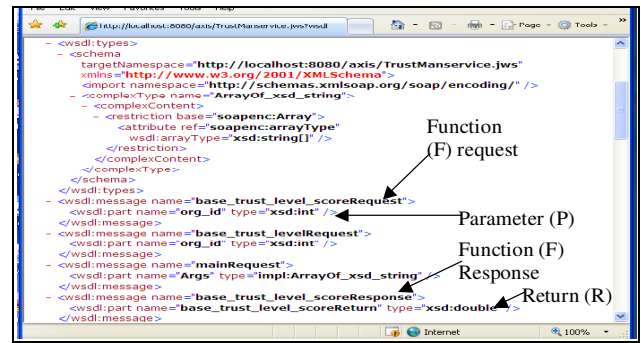 File Edit View Favorites Tools Help
http://localhost:8080/axis/TrustManservice.jws?wsdl
Page Tools
- <wsdl:types>
- <schema
targetNamespace="http://localhost:8080/axis/TrustManservice.jws"
xmlns="http://www.w3.org/2001/XMLSchema">
<import namespace="http://schemas.xmlsoap.org/soap/encoding/" />
- <complexType name="ArrayOf_xsd_string">
- <complexContent>
- <restriction base="soapenc:Array">
<attribute ref="soapenc:arrayType"
wsdl:arrayType="xsd:string[]" />
</restriction>
</complexContent>
</complexType>
</schema>
</wsdl:types>
Function
(F) request
- <wsdl:message name="base_trust_level_scoreRequest">
<wsdl:part name="org_id" type="xsd:int" />
Parameter (P)
</wsdl:message>
- <wsdl:message name="base_trust_levelRequest">
<wsdl:part name="org_id" type="xsd:int" />
</wsdl:message>
Function (F)
Response
- <wsdl:message name="mainRequest">
<wsdl:part name="Args" type="impl:ArrayOf_xsd_string" />
</wsdl:message>
- <wsdl:message name="base_trust_level_scoreResponse">
Return (R)
<wsdl:part name="base_trust_level_scoreReturn" type="xsd:double" />
</wsdl:message>
Internet
100%